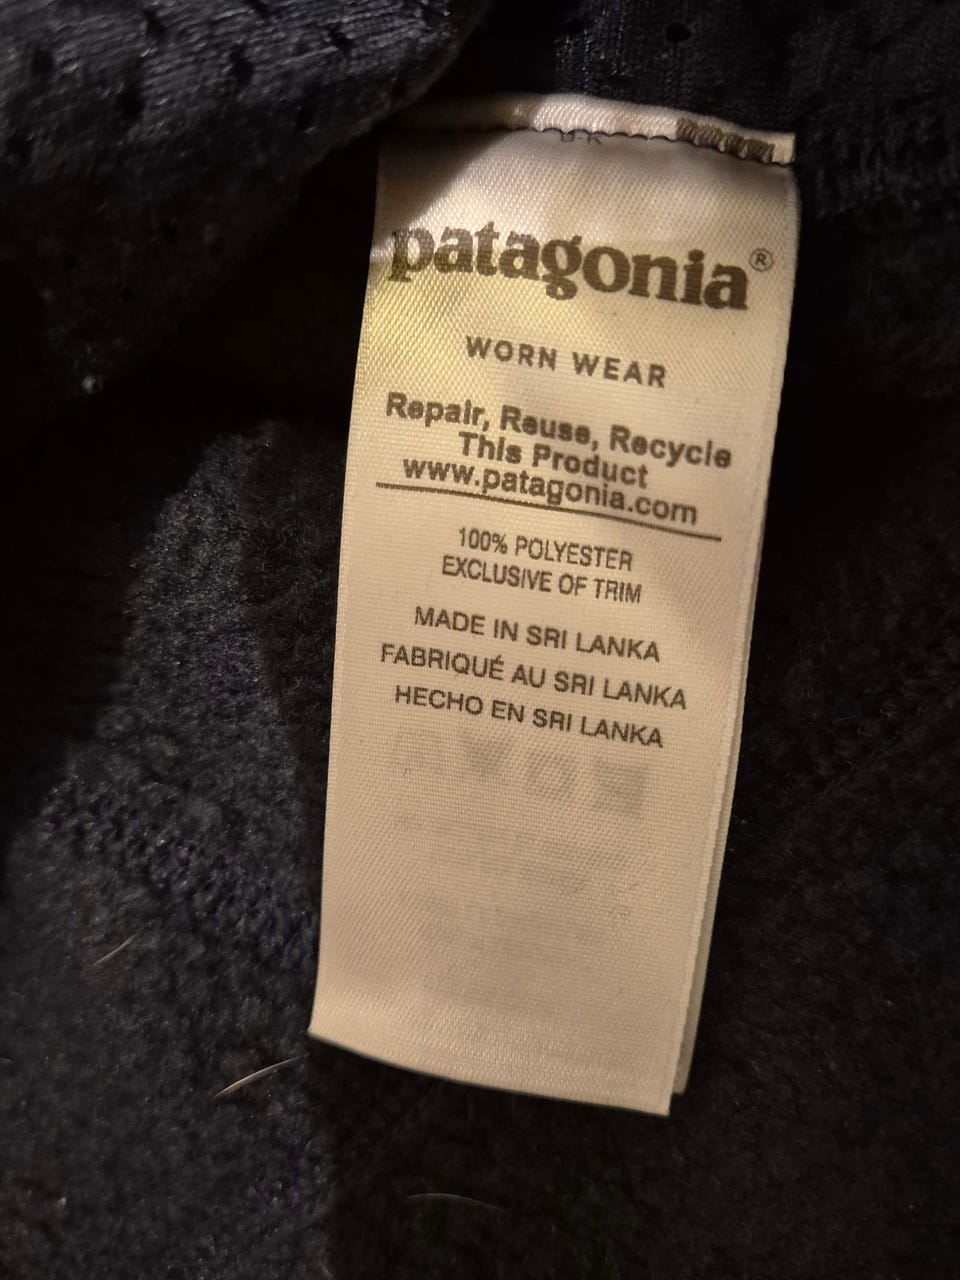 patagonia®
WORN WEAR
Repair, Reuse, Recycle
This Product
www.patagonia.com
100% POLYESTER
EXCLUSIVE OF TRIM
MADE IN SRI LANKA
FABRIQUÉ AU SRI LANKA
HECHO EN SRI LANKA